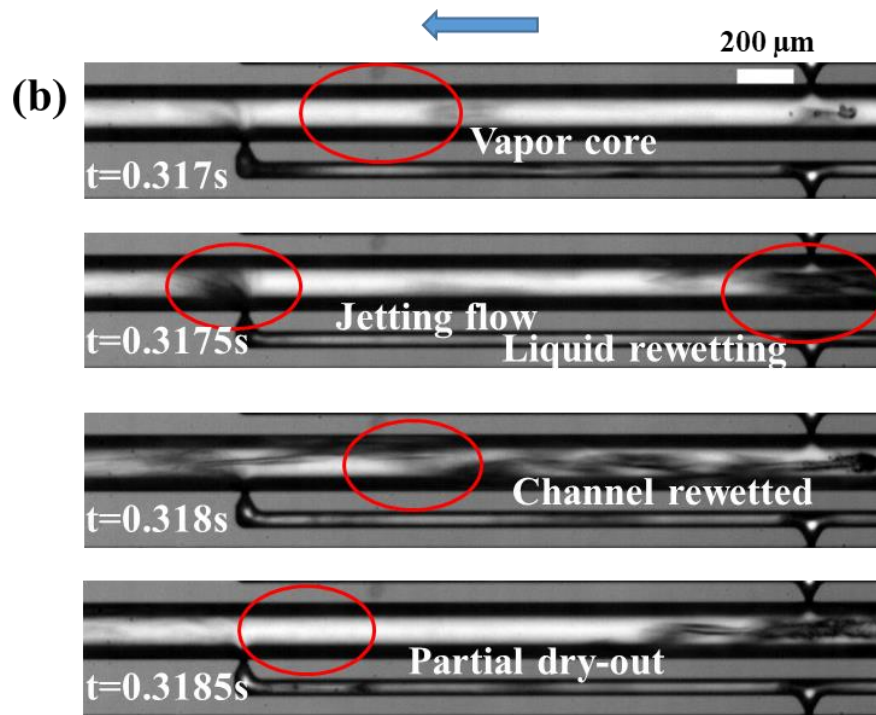 200 µm
(b)
Vapor core
t=0.317s
Jetting flow
t=0.3175s
Liquid rewetting
Channel rewetted
t=0.318s
Partial dry-out
t=0.3185s